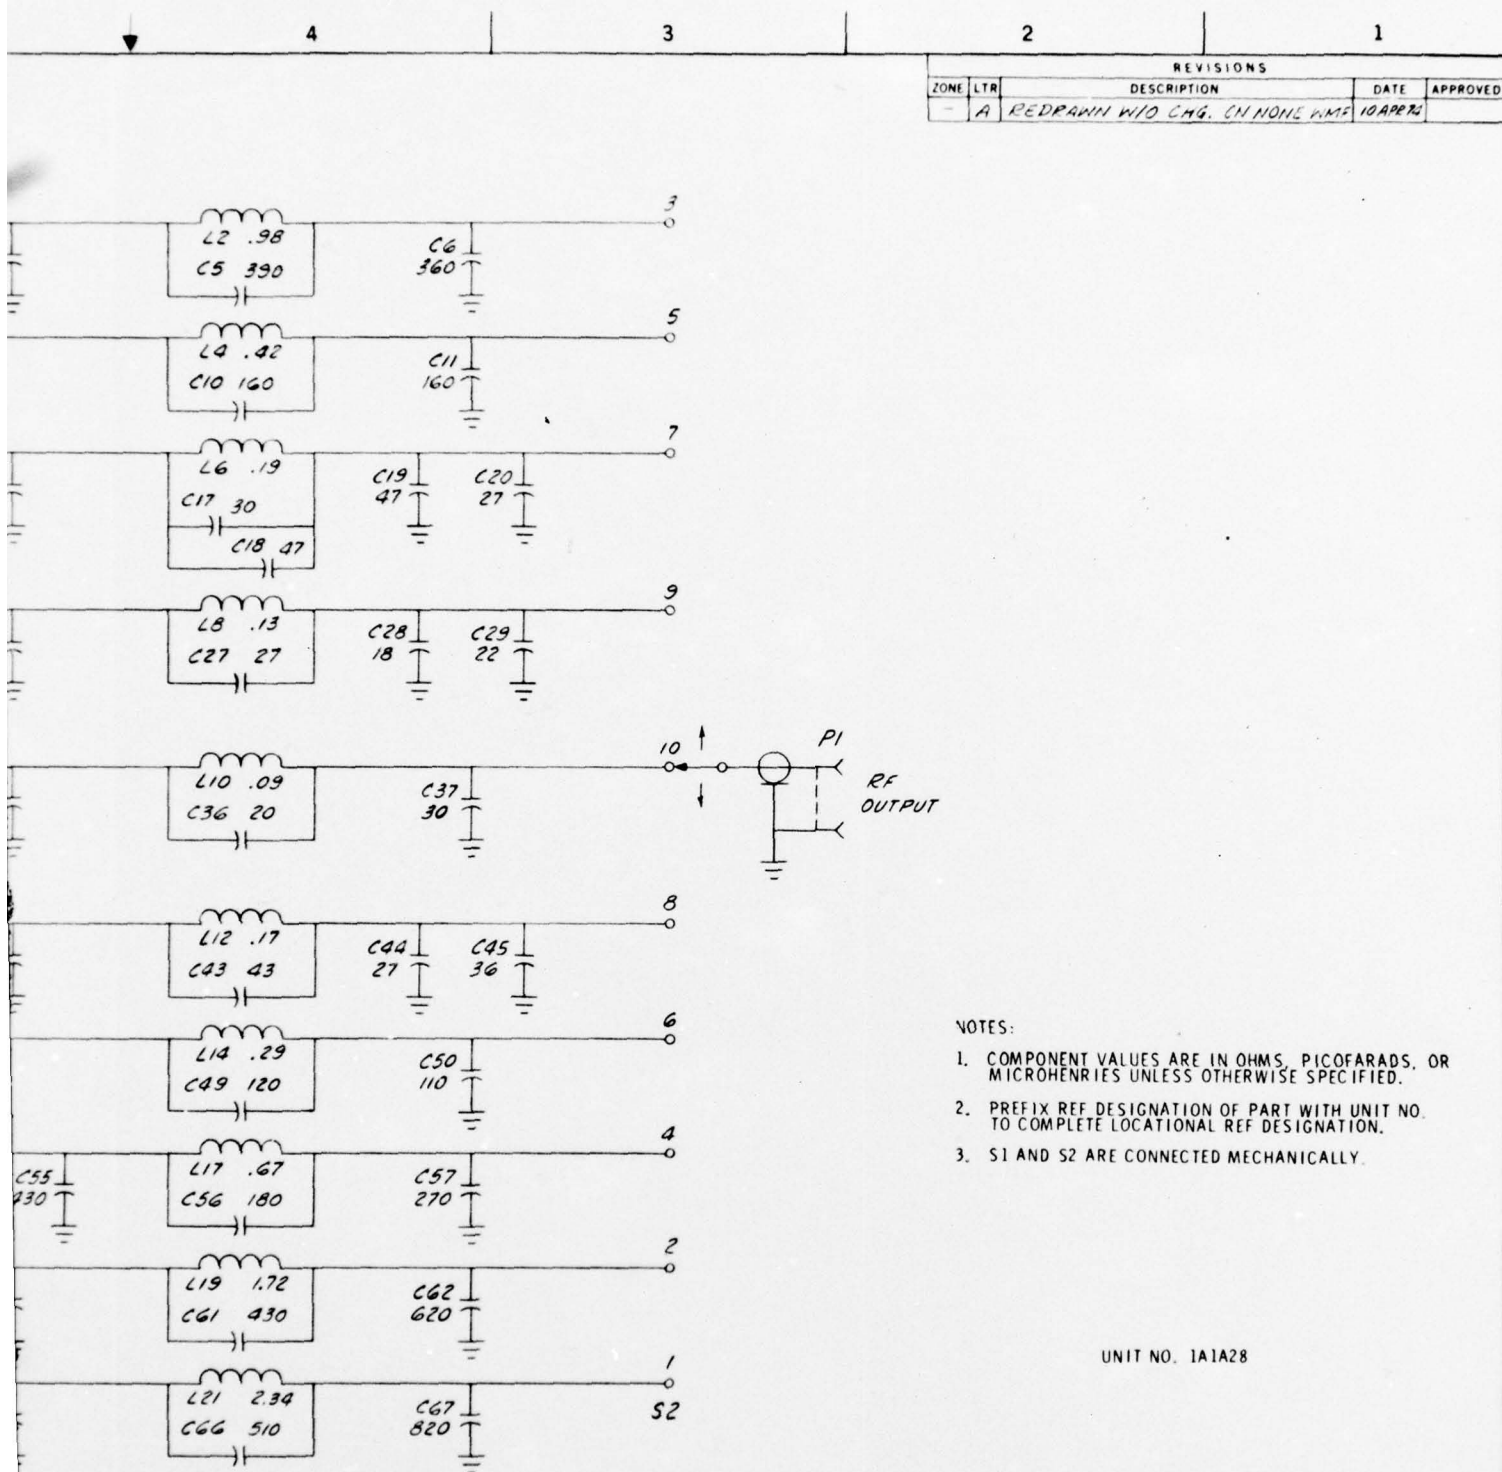 4 3 2 1
REVISIONS
ZONE LTR DESCRIPTION DATE APPROVED
- A REDRAWN W/O CHG. CN NONE WMF 10 APR 74
3
L2 .98
C5 390
C6
360
5
L4 .42
C10 160
C11
160
7
L6 .19
C17 30
C18 47
C19
47
C20
27
9
L8 .13
C27 27
C28
18
C29
22
10
L10 .09
C36 20
C37
30
P1
RF
OUTPUT
8
L12 .17
C43 43
C44
27
C45
36
6
L14 .29
C49 120
C50
110
4
C55
430
L17 .67
C56 180
C57
270
2
L19 1.72
C61 430
C62
620
1
L21 2.34
C66 510
C67
820
S2
NOTES:
1. COMPONENT VALUES ARE IN OHMS, PICOFARADS, OR
MICROHENRIES UNLESS OTHERWISE SPECIFIED.
2. PREFIX REF DESIGNATION OF PART WITH UNIT NO.
TO COMPLETE LOCATIONAL REF DESIGNATION.
3. S1 AND S2 ARE CONNECTED MECHANICALLY.
UNIT NO. 1A1A28